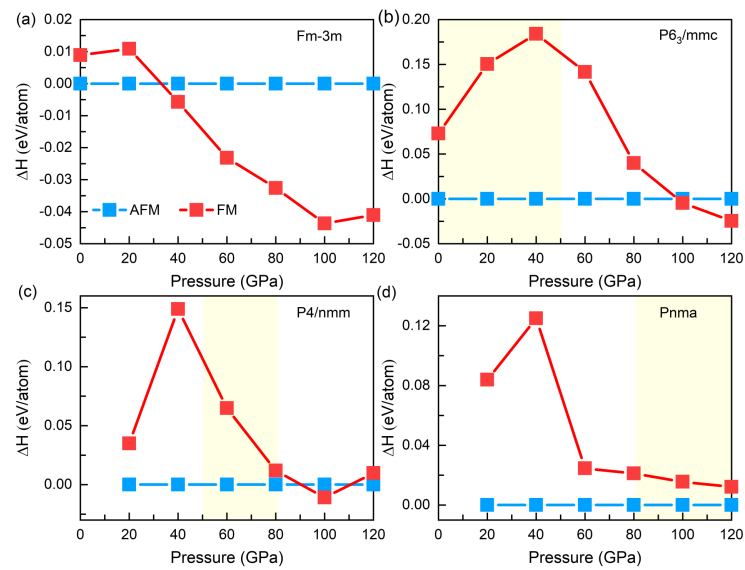 (a)
0.02
0.01
0.00
-0.01
-0.02
-0.03
-0.04
-0.05
ΔH (eV/atom)
Fm-3m
AFM FM
0 20 40 60 80 100 120
Pressure (GPa)
(b)
0.20
0.15
0.10
0.05
0.00
-0.05
ΔH (eV/atom)
P6₃/mmc
0 20 40 60 80 100 120
Pressure (GPa)
(c)
0.15
0.10
0.05
0.00
ΔH (eV/atom)
P4/nmm
0 20 40 60 80 100 120
Pressure (GPa)
(d)
0.12
0.08
0.04
0.00
ΔH (eV/atom)
Pnma
0 20 40 60 80 100 120
Pressure (GPa)